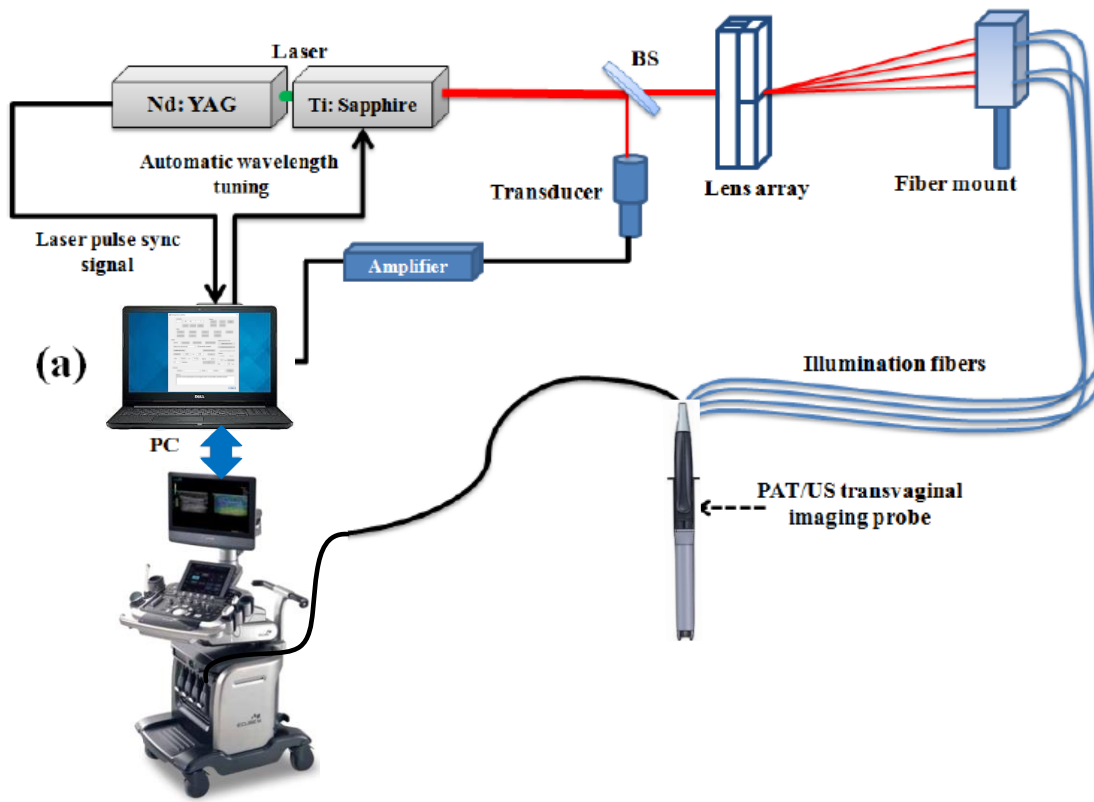 Laser
BS
Nd: YAG
Ti: Sapphire
Automatic wavelength
tuning
Transducer
Lens array
Fiber mount
Laser pulse sync
signal
Amplifier
(a)
DELL
PC
Illumination fibers
PAT/US transvaginal
imaging probe